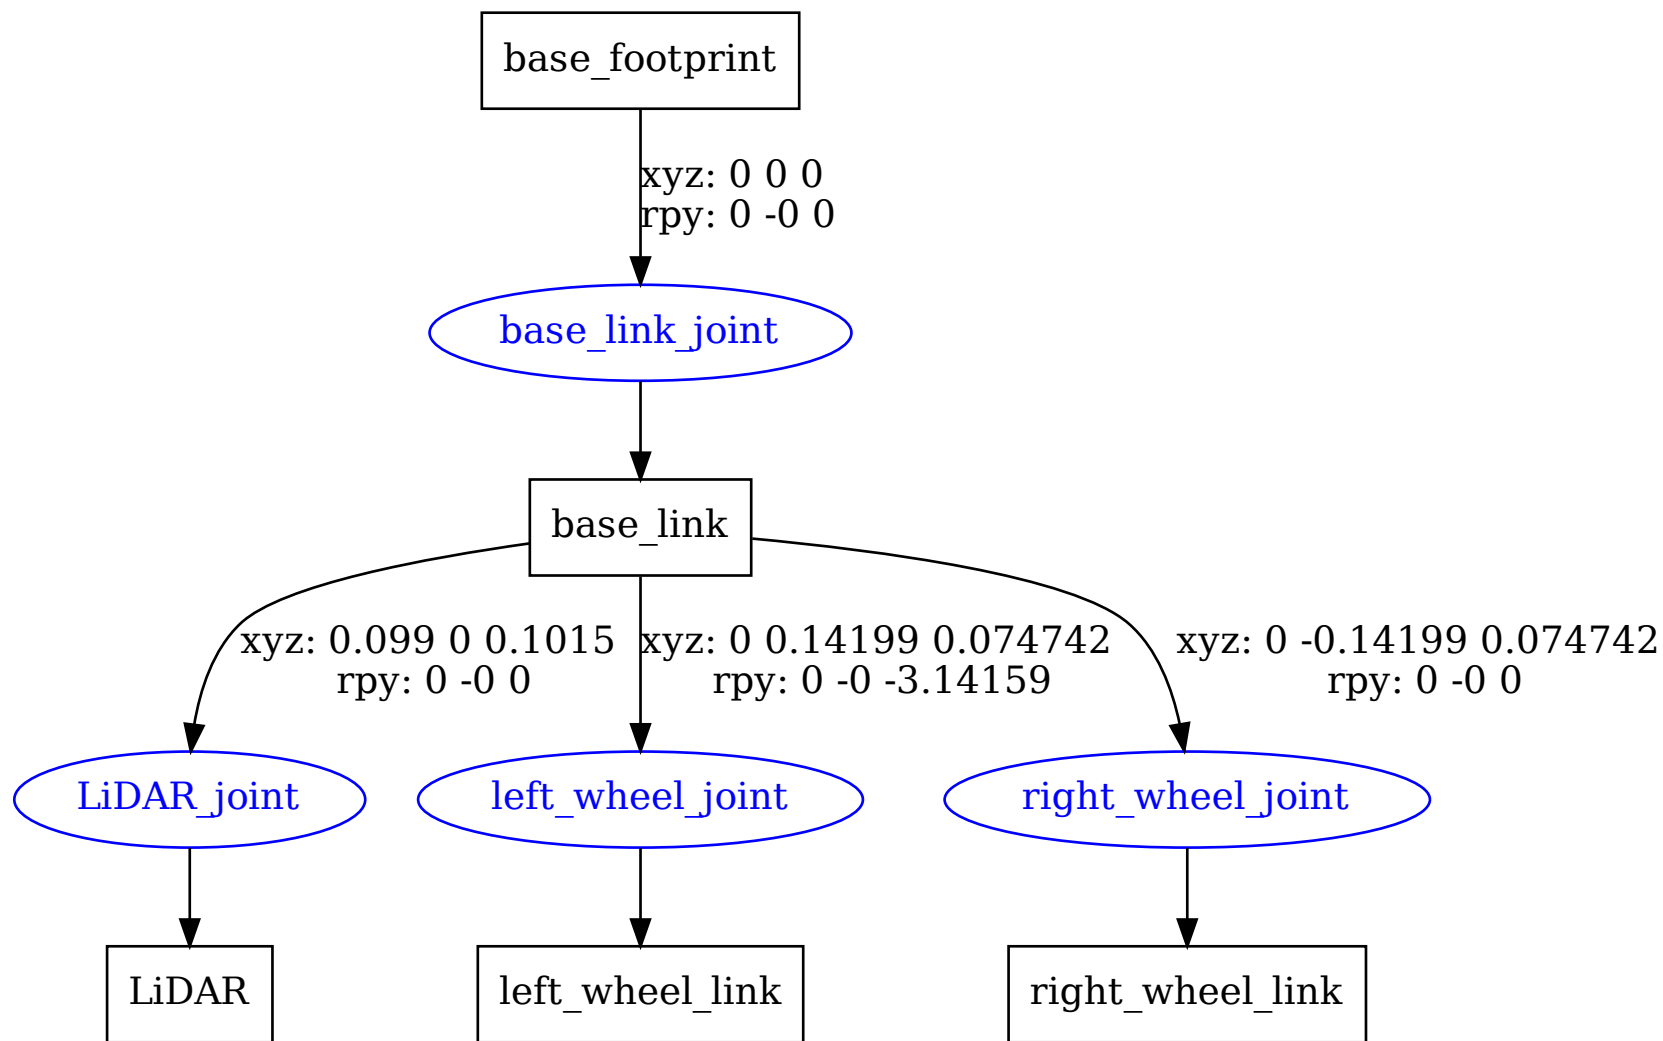 base_footprint
xyz: 0 0 0
rpy: 0 -0 0
base_link_joint
base_link
xyz: 0.099 0 0.1015
rpy: 0 -0 0
xyz: 0 0.14199 0.074742
rpy: 0 -0 -3.14159
xyz: 0 -0.14199 0.074742
rpy: 0 -0 0
LiDAR_joint
left_wheel_joint
right_wheel_joint
LiDAR
left_wheel_link
right_wheel_link